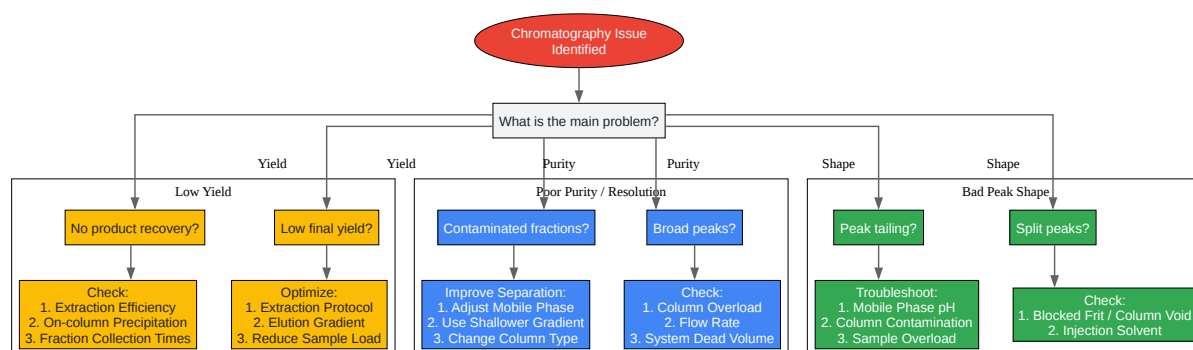 Chromatography Issue
Identified
What is the main problem?
Yield
Yield
Purity
Purity
Shape
Shape
Low Yield
Poor Purity / Resolution
Bad Peak Shape
No product recovery?
Low final yield?
Contaminated fractions?
Broad peaks?
Peak tailing?
Split peaks?
Check:
1. Extraction Efficiency
2. On-column Precipitation
3. Fraction Collection Times
Optimize:
1. Extraction Protocol
2. Elution Gradient
3. Reduce Sample Load
Improve Separation:
1. Adjust Mobile Phase
2. Use Shallower Gradient
3. Change Column Type
Check:
1. Column Overload
2. Flow Rate
3. System Dead Volume
Troubleshoot:
1. Mobile Phase pH
2. Column Contamination
3. Sample Overload
Check:
1. Blocked Frit / Column Void
2. Injection Solvent